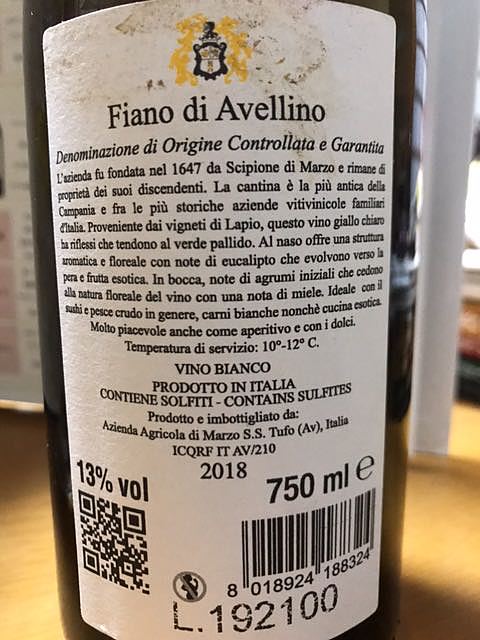 Fiano di Avellino
Denominazione di Origine Controllata e Garantita
L'azienda fu fondata nel 1647 da Scipione di Marzo e rimane di
proprietà dei suoi discendenti. La cantina è la più antica della
Campania e fra le più storiche aziende vitivinicole familiari
d'Italia. Proveniente dai vigneti di Lapio, questo vino giallo chiaro
ha riflessi che tendono al verde pallido. Al naso offre una struttura
aromatica e floreale con note di eucalipto che evolvono verso la
pera e frutta esotica. In bocca, note di agrumi iniziali che cedono
alla natura floreale del vino con una nota di miele. Ideale con il
sushi e pesce crudo in genere, carni bianche nonchè cucina esotica.
Molto piacevole anche come aperitivo e con i dolci.
Temperatura di servizio: 10°-12° C.
VINO BIANCO
PRODOTTO IN ITALIA
CONTIENE SOLFITI - CONTAINS SULFITES
Prodotto e imbottigliato da:
Azienda Agricola di Marzo S.S. Tufo (Av), Italia
ICQRF IT AV/210
2018
13% vol
750 ml e
8 018924 188324
L.192100